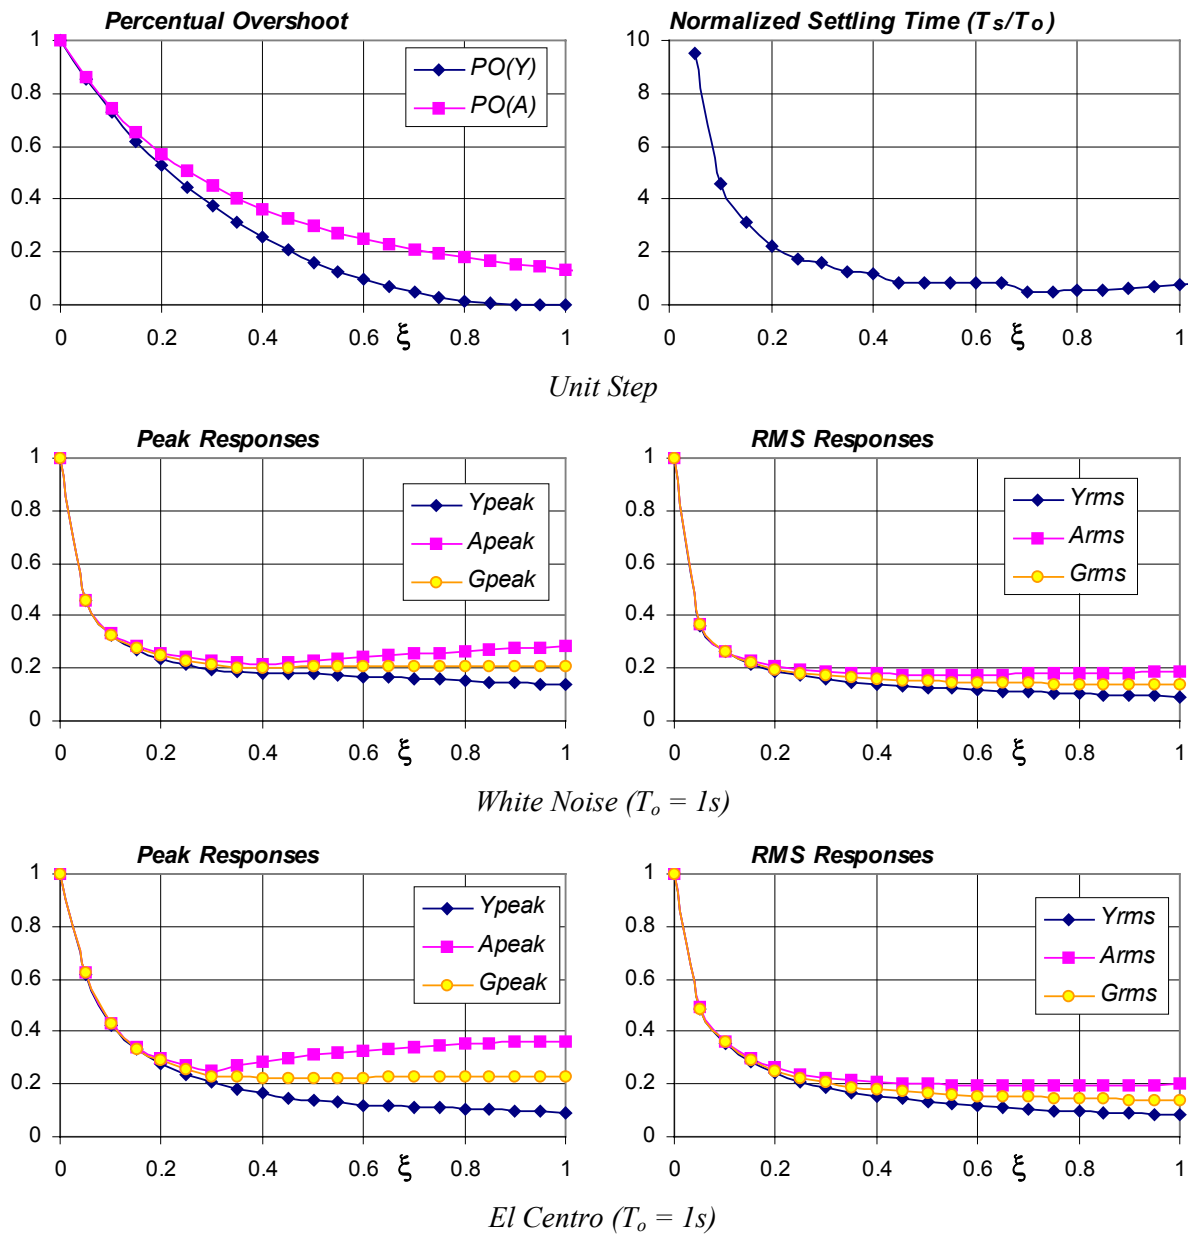 Percentual Overshoot
1
0.8
0.6
0.4
0.2
0
0 0.2 0.4 ξ 0.6 0.8 1
PO(Y)
PO(A)
Normalized Settling Time (Ts/To)
10
8
6
4
2
0
0 0.2 0.4 0.6 ξ 0.8 1
Unit Step
Peak Responses
1
0.8
0.6
0.4
0.2
0
0 0.2 0.4 ξ 0.6 0.8 1
Ypeak
Apeak
Gpeak
RMS Responses
1
0.8
0.6
0.4
0.2
0
0 0.2 0.4 0.6 ξ 0.8 1
Yrms
Arms
Grms
White Noise (To = 1s)
Peak Responses
1
0.8
0.6
0.4
0.2
0
0 0.2 0.4 ξ 0.6 0.8 1
Ypeak
Apeak
Gpeak
RMS Responses
1
0.8
0.6
0.4
0.2
0
0 0.2 0.4 0.6 ξ 0.8 1
Yrms
Arms
Grms
El Centro (To = 1s)